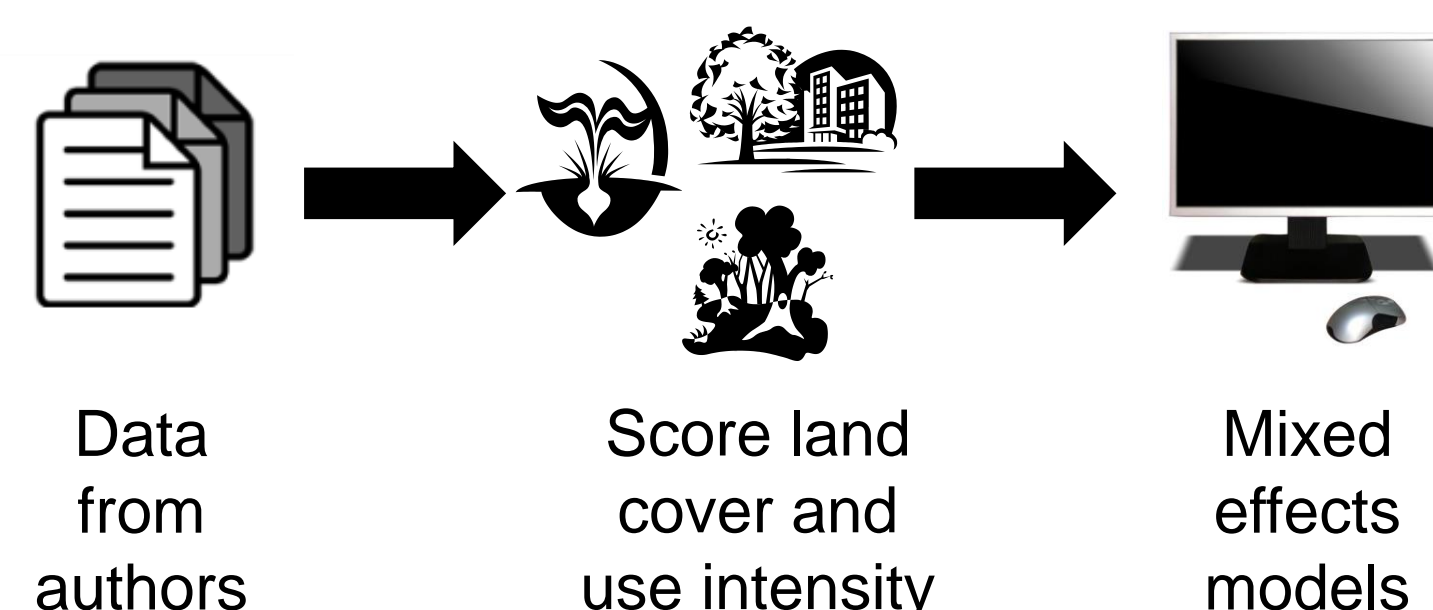 Data
from
authors
Score land
cover and
use intensity
Mixed
effects
models